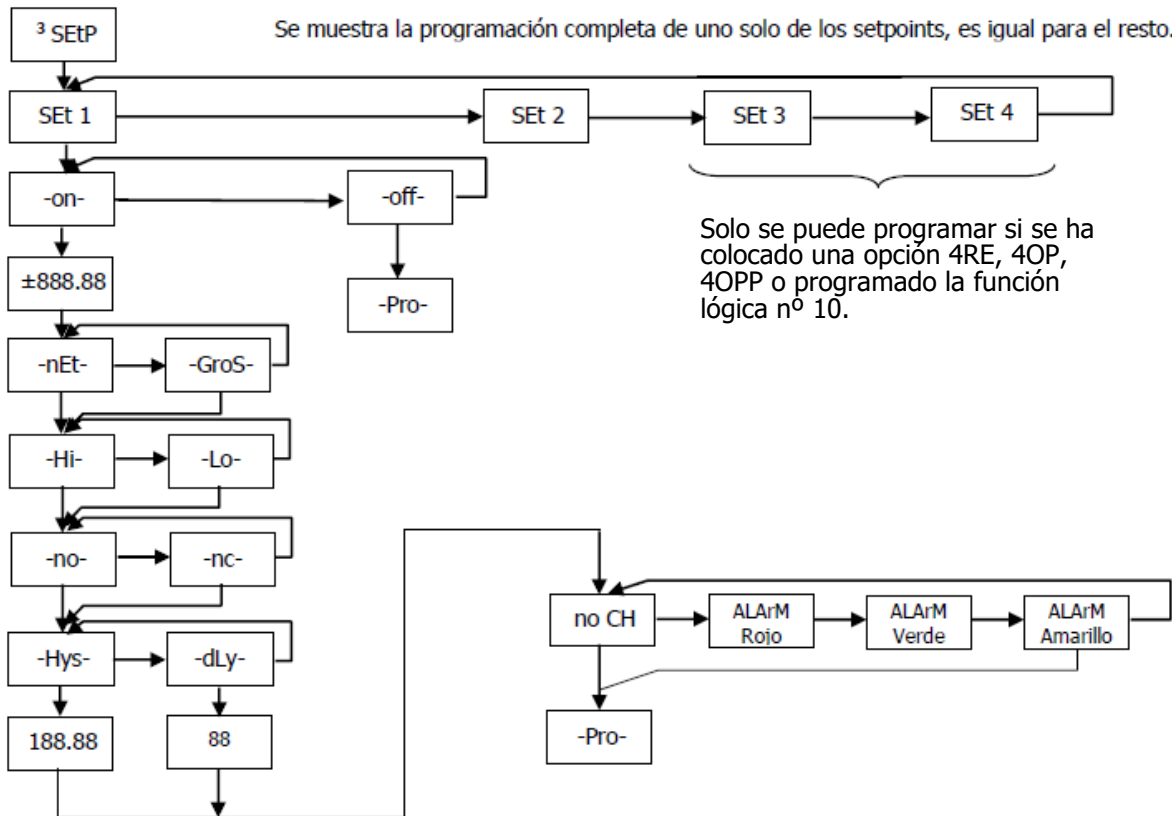 ³ SEtP
Se muestra la programación completa de uno solo de los setpoints, es igual para el resto.
SEt 1
SEt 2
SEt 3
SEt 4
-on-
-off-
Solo se puede programar si se ha
colocado una opción 4RE, 4OP,
4OPP o programado la función
lógica nº 10.
±888.88
-Pro-
-nEt-
-GroS-
-Hi-
-Lo-
-no-
-nc-
no CH
ALArM
Rojo
ALArM
Verde
ALArM
Amarillo
-Hys-
-dLy-
188.88
88
-Pro-